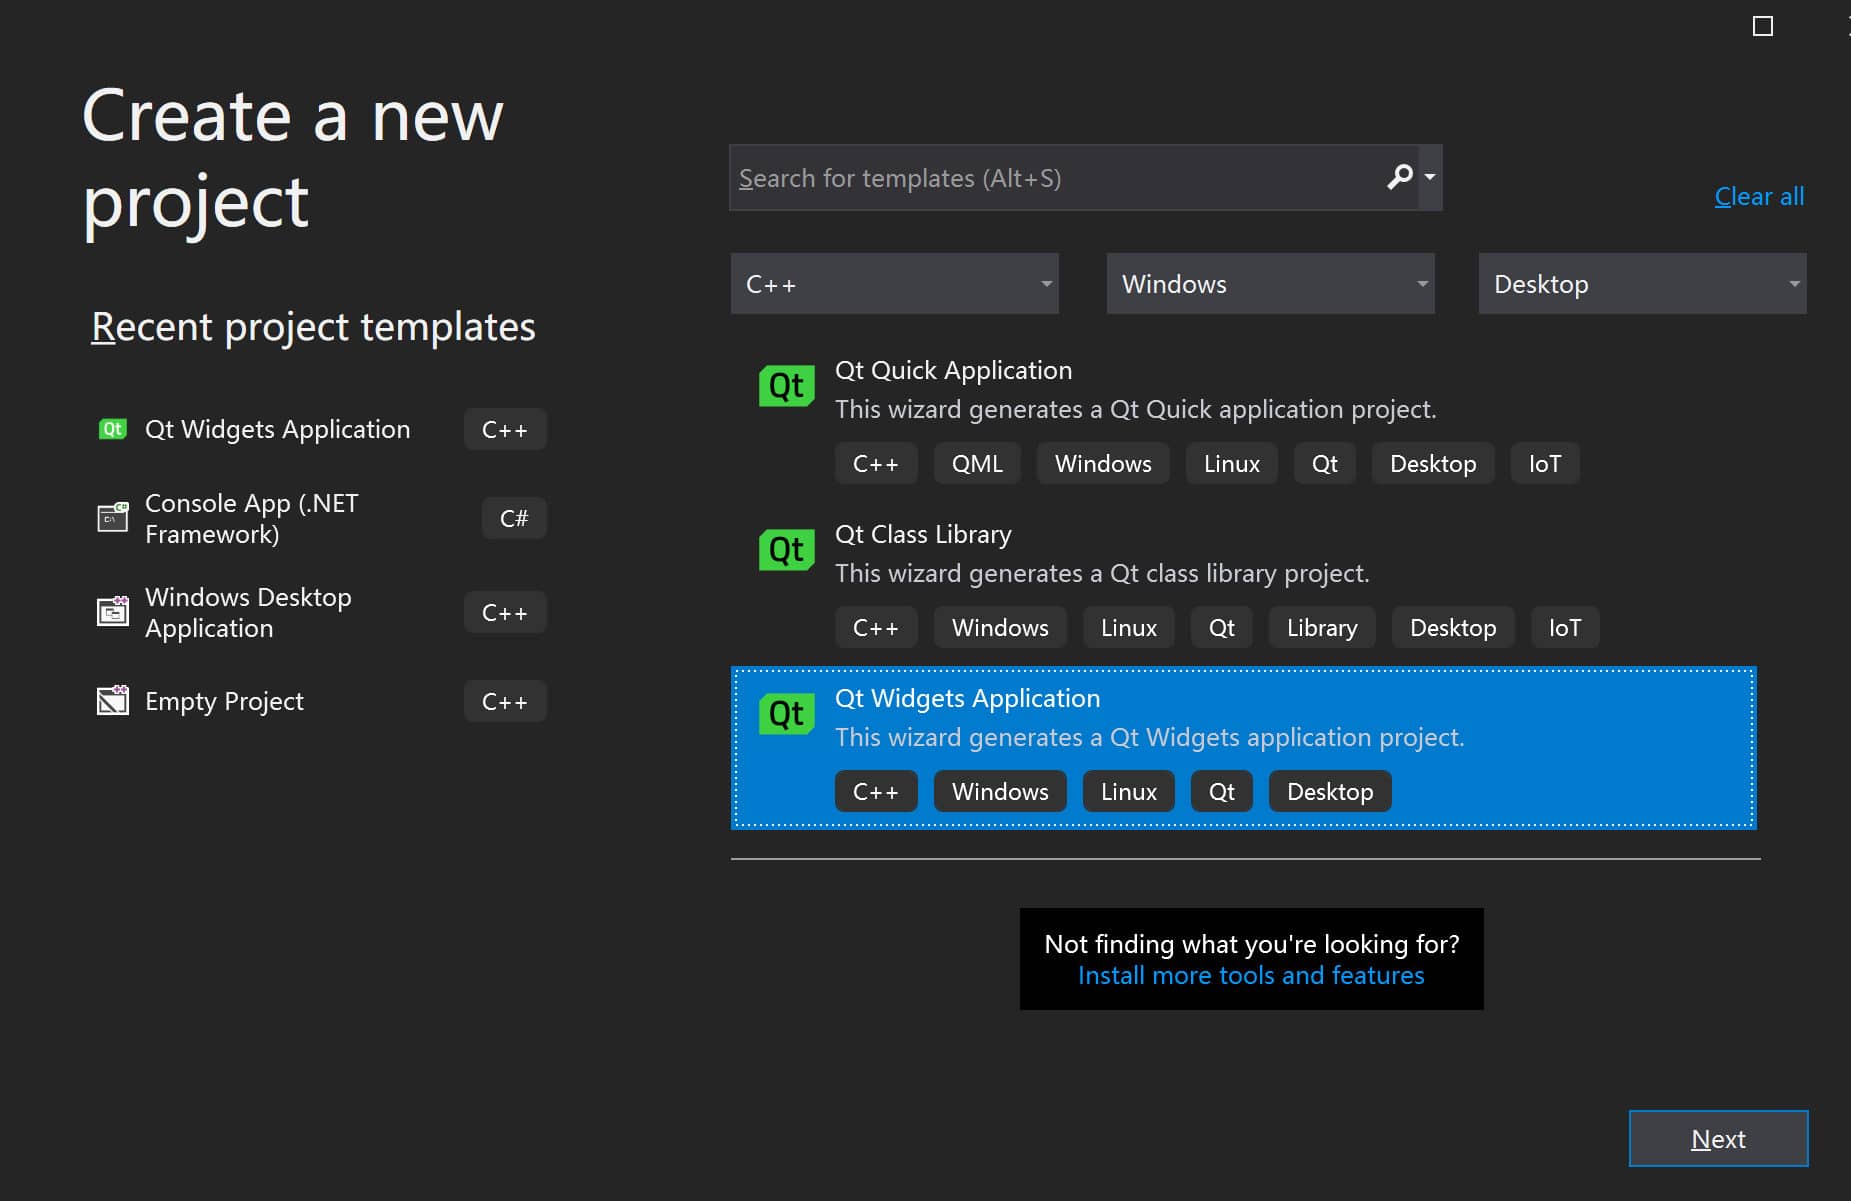 Create a new
project
Search for templates (Alt+S)
Clear all
C++
Windows
Desktop
Recent project templates
Qt Qt Widgets Application C++
Console App (.NET
Framework)
C#
Windows Desktop
Application
C++
Empty Project C++
Qt Qt Quick Application
This wizard generates a Qt Quick application project.
C++ QML Windows Linux Qt Desktop IoT
Qt Qt Class Library
This wizard generates a Qt class library project.
C++ Windows Linux Qt Library Desktop IoT
Qt Qt Widgets Application
This wizard generates a Qt Widgets application project.
C++ Windows Linux Qt Desktop
Not finding what you're looking for?
Install more tools and features
Next